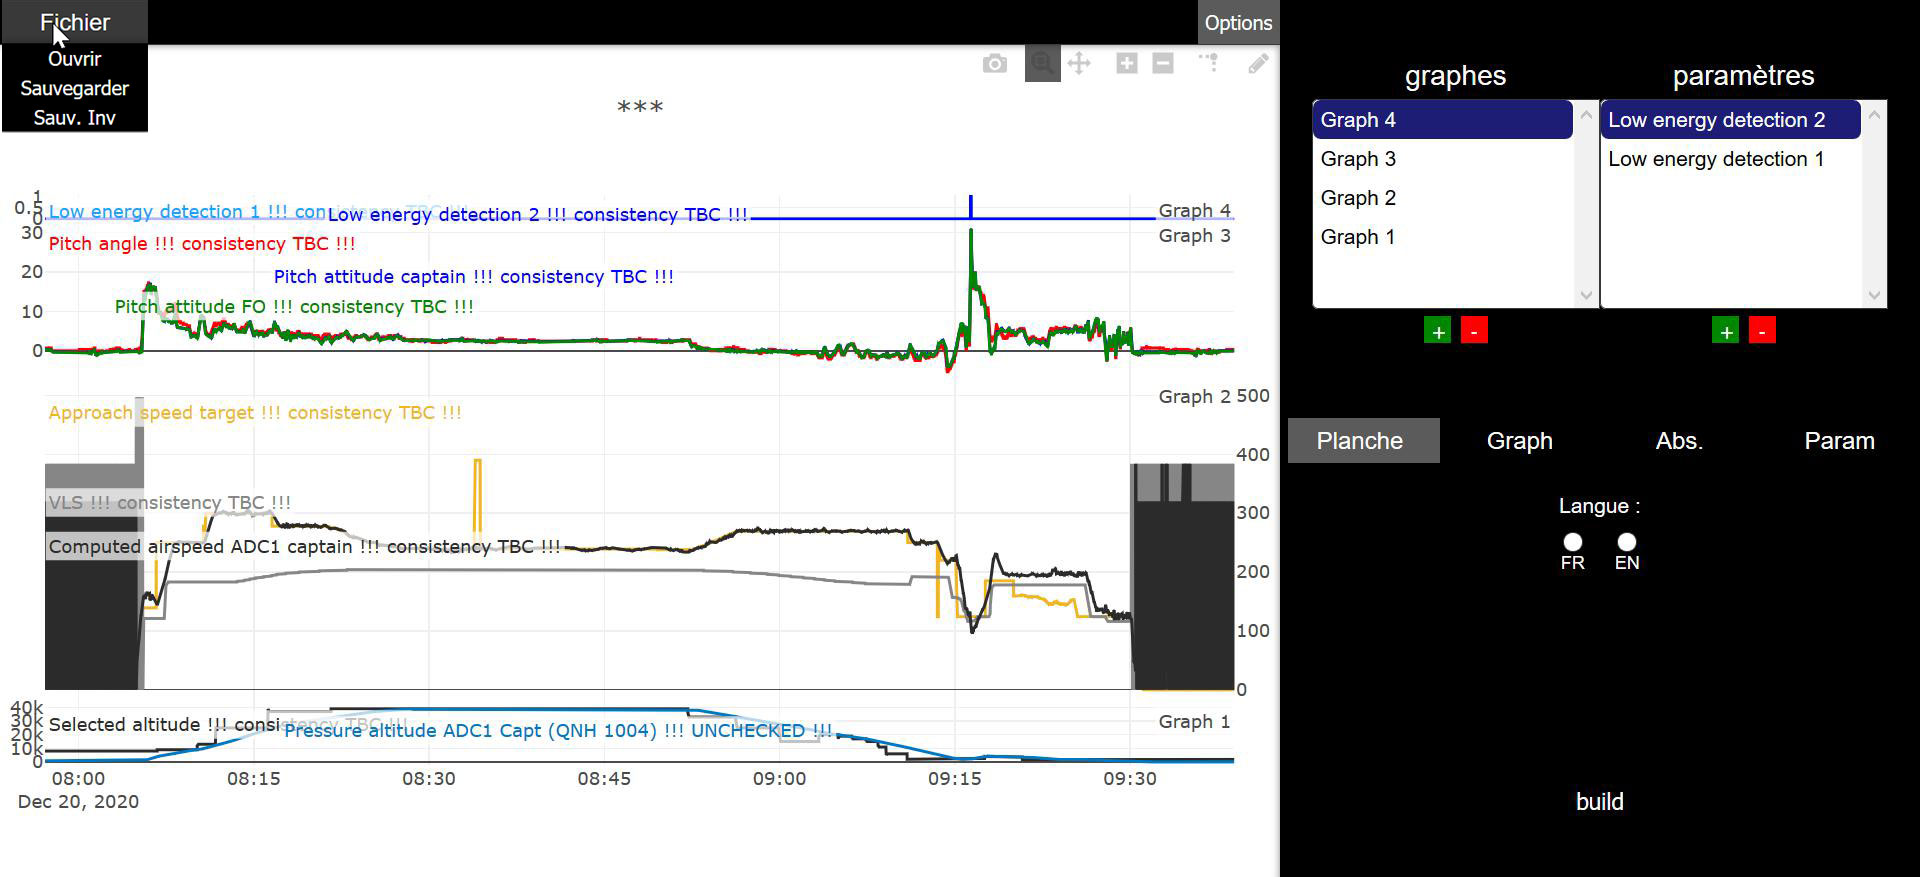 Fichier
Options
Ouvrir
Sauvegarder
Sauv. Inv
***
1
0.5
0
Low energy detection 1 !!! consistency TBC !!!
Low energy detection 2 !!! consistency TBC !!!
Graph 4
30
20
10
0
Pitch angle !!! consistency TBC !!!
Graph 3
Pitch attitude captain !!! consistency TBC !!!
Pitch attitude FO !!! consistency TBC !!!
Graph 2
500
400
300
200
100
0
Approach speed target !!! consistency TBC !!!
VLS !!! consistency TBC !!!
Computed airspeed ADC1 captain !!! consistency TBC !!!
40k
30k
20k
10k
0
Selected altitude !!! consistency TBC !!!
Pressure altitude ADC1 Capt (QNH 1004) !!! UNCHECKED !!!
Graph 1
08:00 08:15 08:30 08:45 09:00 09:15 09:30
Dec 20, 2020
graphes
Graph 4
Graph 3
Graph 2
Graph 1
+ -
paramètres
Low energy detection 2
Low energy detection 1
+ -
Planche Graph Abs. Param
Langue :
FR EN
build